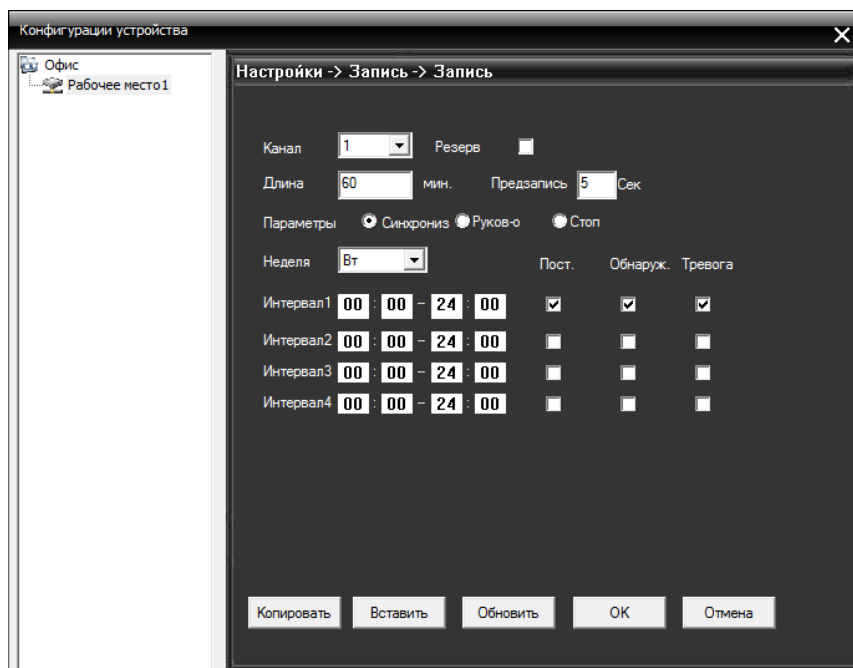 Конфигурации устройства
Офис
Рабочее место1
Настройки -> Запись -> Запись
Канал 1 Резерв
Длина 60 мин. Предзапись 5 Сек
Параметры Синхрониз Руков-о Стоп
Неделя Вт Пост. Обнаруж. Тревога
Интервал1 00 : 00 - 24 : 00
Интервал2 00 : 00 - 24 : 00
Интервал3 00 : 00 - 24 : 00
Интервал4 00 : 00 - 24 : 00
Копировать Вставить Обновить OK Отмена